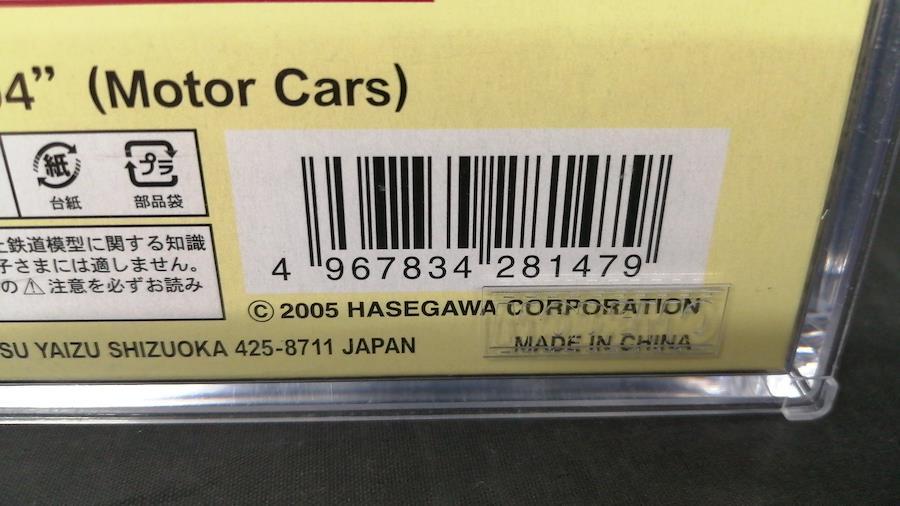 4” (Motor Cars)
紙
プラ
台紙
部品袋
鉄道模型に関する知識
子さまには適しません。
の⚠注意を必ずお読み
4 967834 281479
© 2005 HASEGAWA CORPORATION
SU YAIZU SHIZUOKA 425-8711 JAPAN
MADE IN CHINA